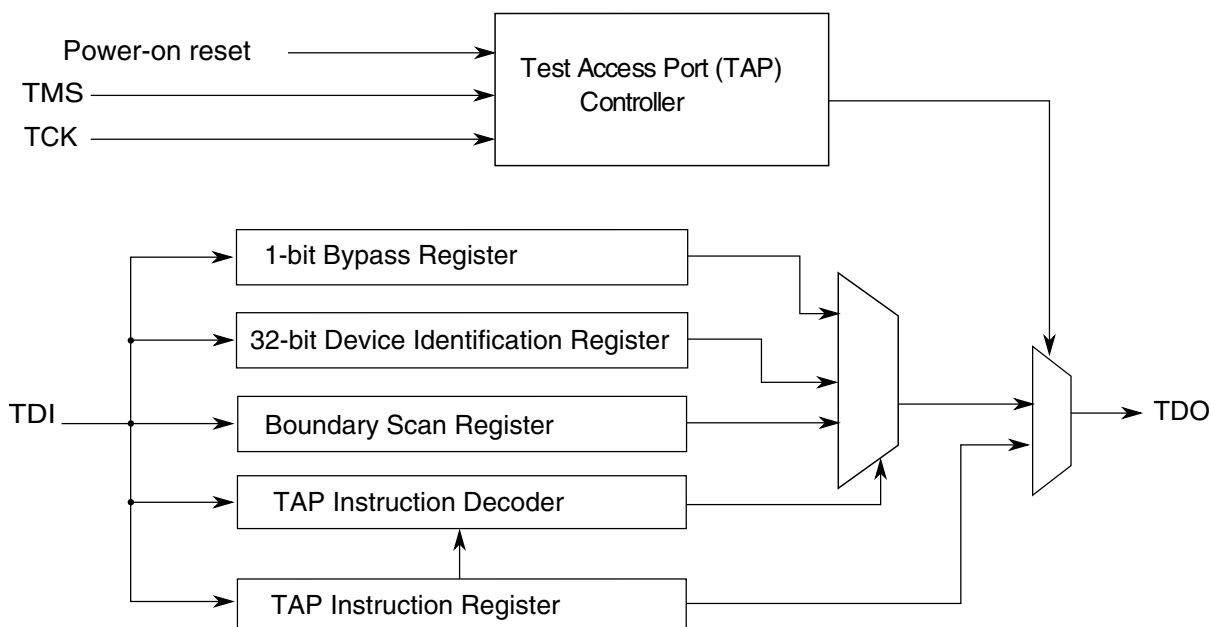 Power-on reset
TMS
TCK
Test Access Port (TAP)
Controller
1-bit Bypass Register
32-bit Device Identification Register
TDI
Boundary Scan Register
TDO
TAP Instruction Decoder
TAP Instruction Register